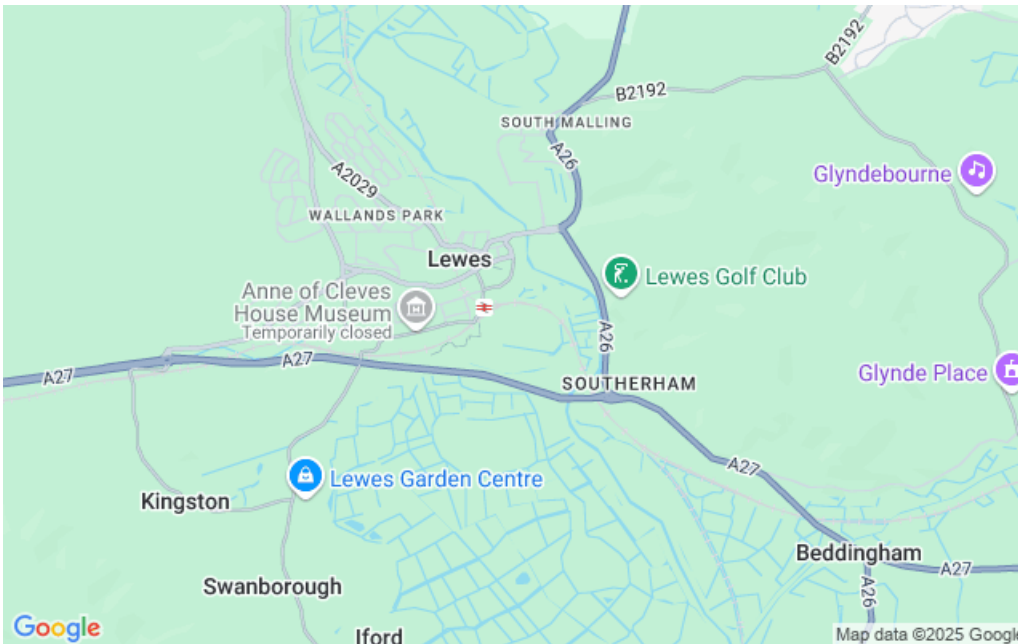 B2192
B2192
SOUTH MALLING
A26
A2029
Glyndebourne
WALLANDS PARK
Lewes
Lewes Golf Club
Anne of Cleves
House Museum
Temporarily closed
A26
A27
A27
SOUTHERHAM
Glynde Place
A27
Lewes Garden Centre
Kingston
Beddingham
A27
A26
Swanborough
Iford
Google
Map data ©2025 Google